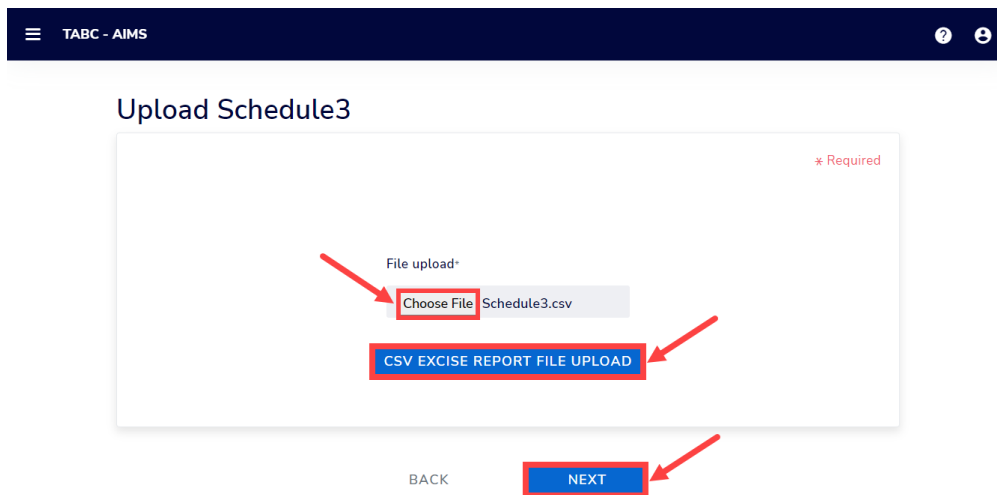 TABC - AIMS
Upload Schedule3
* Required
File upload*
Choose File Schedule3.csv
CSV EXCISE REPORT FILE UPLOAD
BACK NEXT